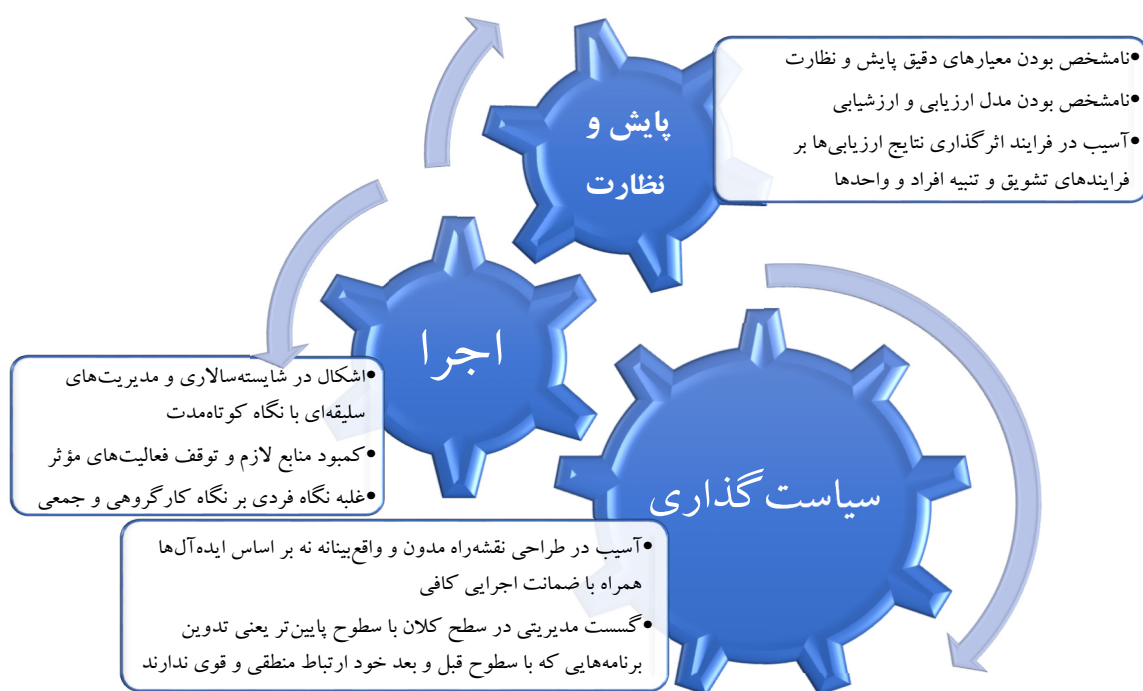 پایش و
نظارت
•نامشخص بودن معیارهای دقیق پایش و نظارت
•نامشخص بودن مدل ارزیابی و ارزشیابی
•آسیب در فرایند اثرگذاری نتایج ارزیابی‌ها بر
فرایندهای تشویق و تنبیه افراد و واحدها
اجرا
•اشکال در شایسته‌سالاری و مدیریت‌های
سلیقه‌ای با نگاه کوتاه‌مدت
•کمبود منابع لازم و توقف فعالیت‌های مؤثر
•غلبه نگاه فردی بر نگاه کارگروهی و جمعی
سیاست‌گذاری
•آسیب در طراحی نقشه‌راه مدون و واقع‌بینانه نه بر اساس ایده‌آل‌ها
همراه با ضمانت اجرایی کافی
•گسست مدیریتی در سطح کلان با سطوح پایین‌تر یعنی تدوین
برنامه‌هایی که با سطوح قبل و بعد خود ارتباط منطقی و قوی ندارند